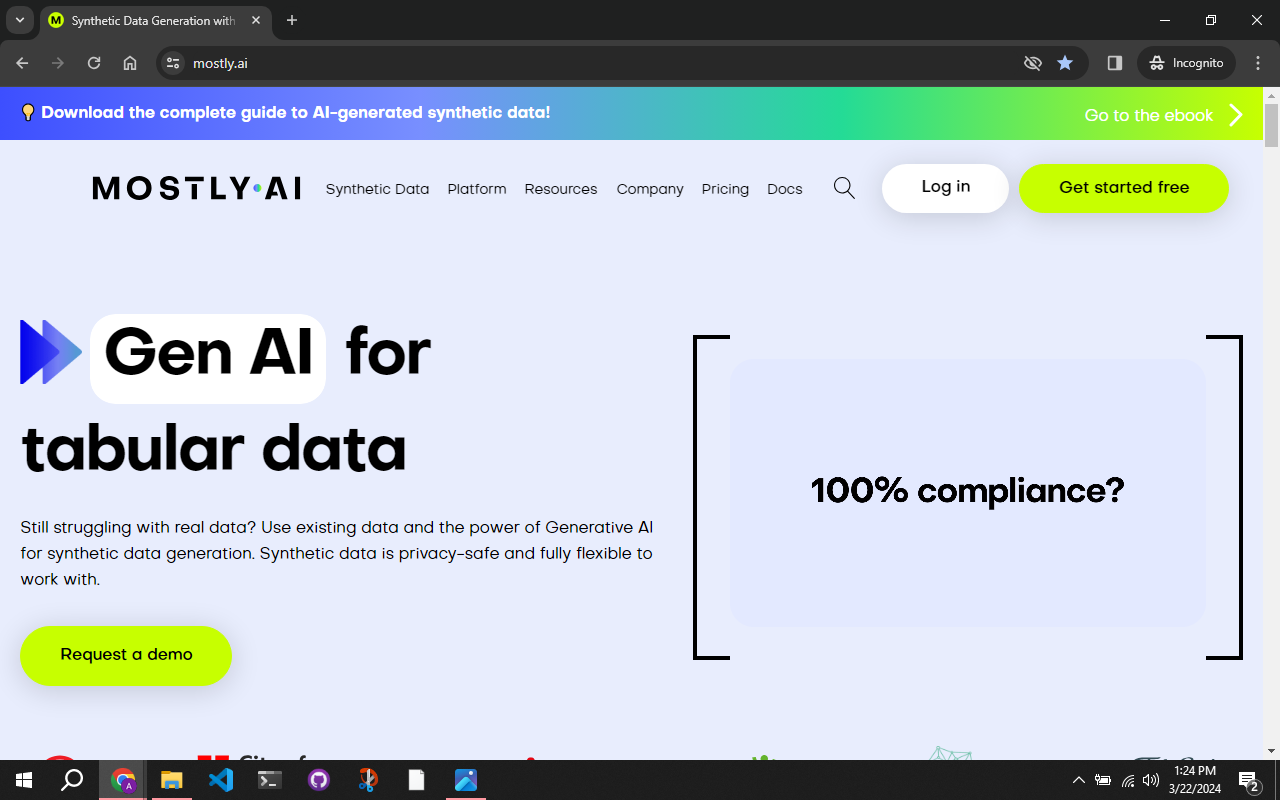 Synthetic Data Generation with
mostly.ai
Incognito
Download the complete guide to AI-generated synthetic data!
Go to the ebook
MOSTLY·AI
Synthetic Data
Platform
Resources
Company
Pricing
Docs
Log in
Get started free
Gen AI for
tabular data
Still struggling with real data? Use existing data and the power of Generative AI
for synthetic data generation. Synthetic data is privacy-safe and fully flexible to
work with.
Request a demo
100% compliance?
1:24 PM
3/22/2024
2